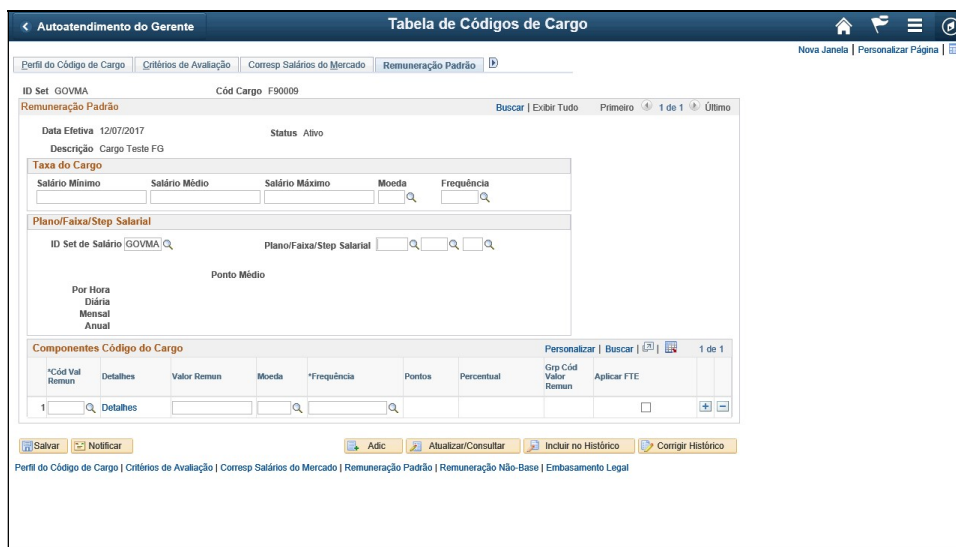 Autoatendimento do Gerente
Tabela de Códigos de Cargo
Nova Janela | Personalizar Página |
Perfil do Código de Cargo
Critérios de Avaliação
Corresp Salários do Mercado
Remuneração Padrão
ID Set GOVMA
Cód Cargo F90009
Remuneração Padrão
Buscar | Exibir Tudo Primeiro 1 de 1 Último
Data Efetiva 12/07/2017
Status Ativo
Descrição Cargo Teste FG
Taxa do Cargo
Salário Mínimo Salário Médio Salário Máximo Moeda Frequência
Plano/Faixa/Step Salarial
ID Set de Salário GOVMA
Plano/Faixa/Step Salarial
Ponto Médio
Por Hora
Diária
Mensal
Anual
Componentes Código do Cargo
Personalizar | Buscar | | 1 de 1
*Cód Val Remun
Detalhes
Valor Remun
Moeda
*Frequência
Pontos
Percentual
Grp Cód Valor Remun
Aplicar FTE
1 Detalhes
Salvar Notificar Adic Atualizar/Consultar Incluir no Histórico Corrigir Histórico
Perfil do Código de Cargo | Critérios de Avaliação | Corresp Salários do Mercado | Remuneração Padrão | Remuneração Não-Base | Embasamento Legal